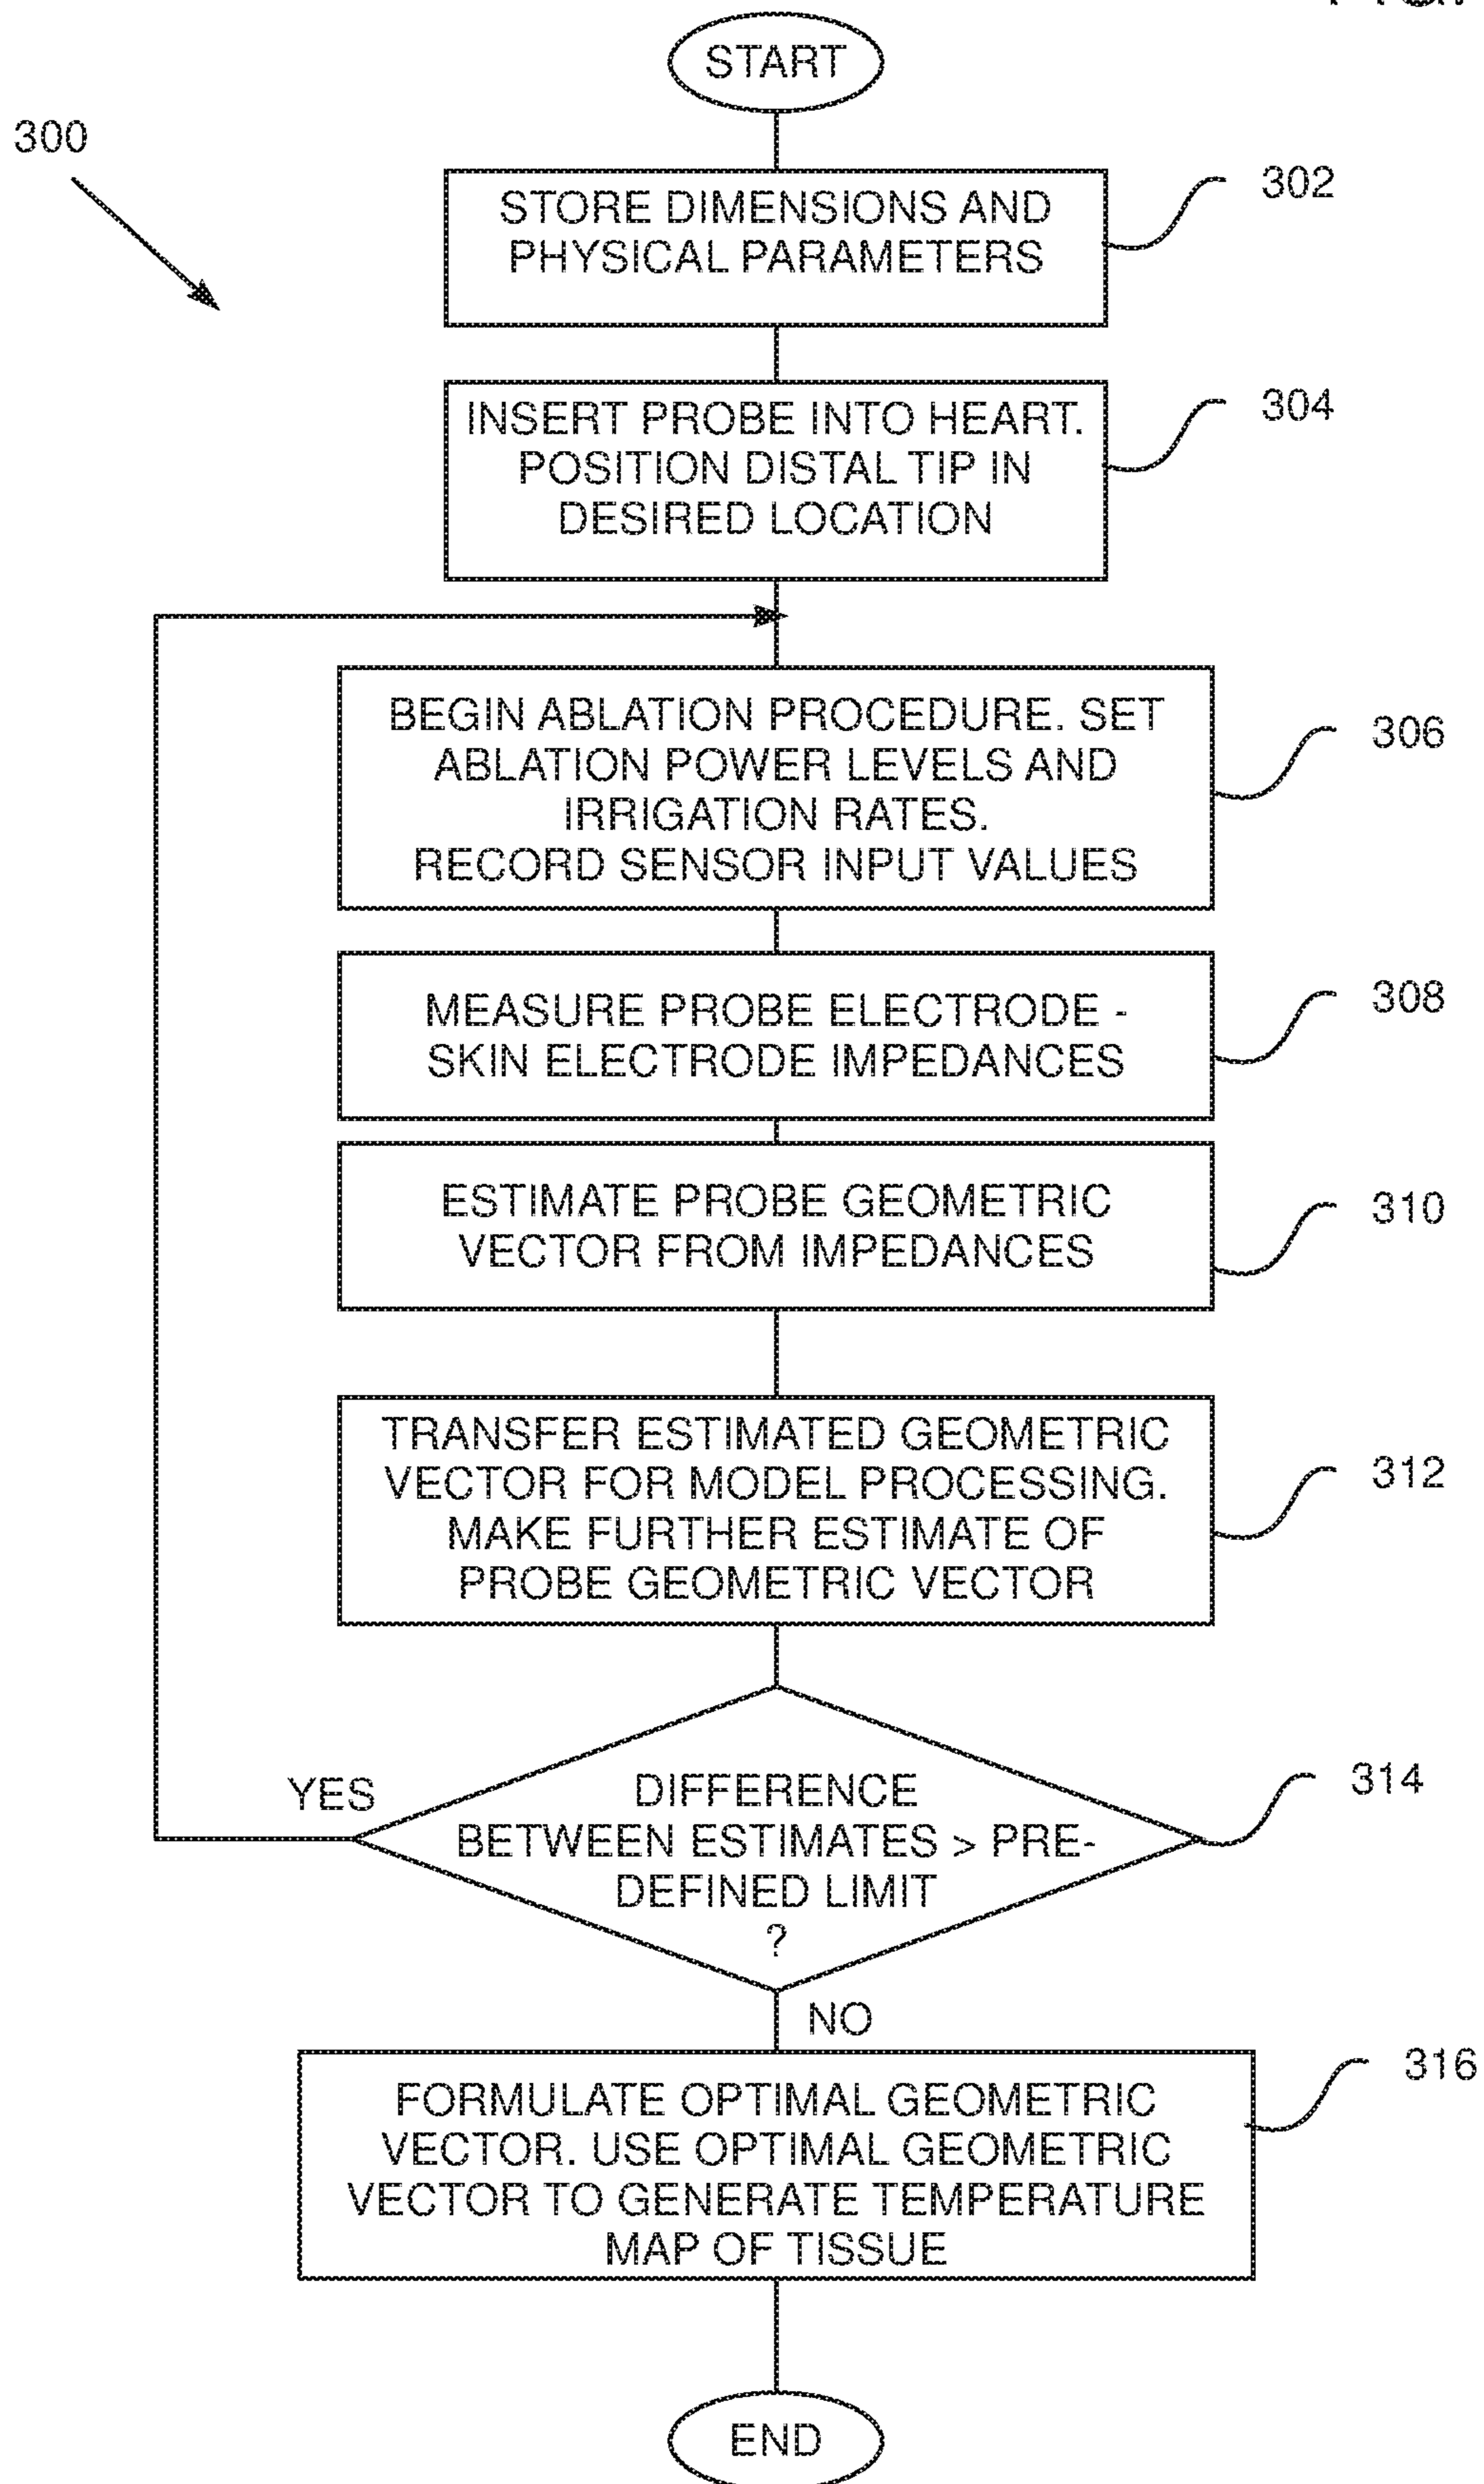 START
300
302
STORE DIMENSIONS AND
PHYSICAL PARAMETERS
304
INSERT PROBE INTO HEART.
POSITION DISTAL TIP IN
DESIRED LOCATION
306
BEGIN ABLATION PROCEDURE. SET
ABLATION POWER LEVELS AND
IRRIGATION RATES.
RECORD SENSOR INPUT VALUES
308
MEASURE PROBE ELECTRODE -
SKIN ELECTRODE IMPEDANCES
310
ESTIMATE PROBE GEOMETRIC
VECTOR FROM IMPEDANCES
312
TRANSFER ESTIMATED GEOMETRIC
VECTOR FOR MODEL PROCESSING.
MAKE FURTHER ESTIMATE OF
PROBE GEOMETRIC VECTOR
314
YES
DIFFERENCE
BETWEEN ESTIMATES > PRE-
DEFINED LIMIT
?
NO
316
FORMULATE OPTIMAL GEOMETRIC
VECTOR. USE OPTIMAL GEOMETRIC
VECTOR TO GENERATE TEMPERATURE
MAP OF TISSUE
END